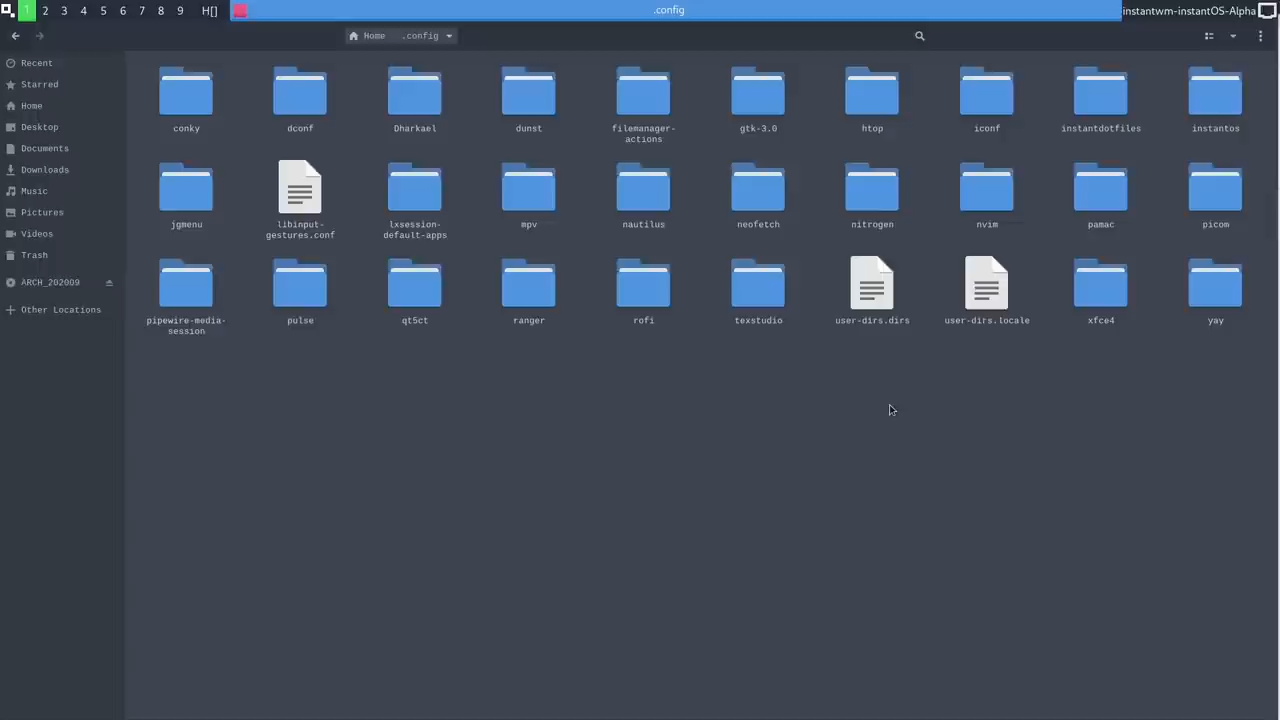 1 2 3 4 5 6 7 8 9 H[] .config instantwm-instantOS-Alpha
Home .config
Recent
Starred
Home
Desktop
Documents
Downloads
Music
Pictures
Videos
Trash
ARCH_202009
Other Locations
conky dconf Dharkael dunst filemanager- gtk-3.0 htop iconf instantdotfiles instantos
actions
jgmenu libinput- lxsession- mpv nautilus neofetch nitrogen nvim pamac picom
gestures.conf default-apps
pipewire-media- pulse qt5ct ranger rofi texstudio user-dirs.dirs user-dirs.locale xfce4 yay
session